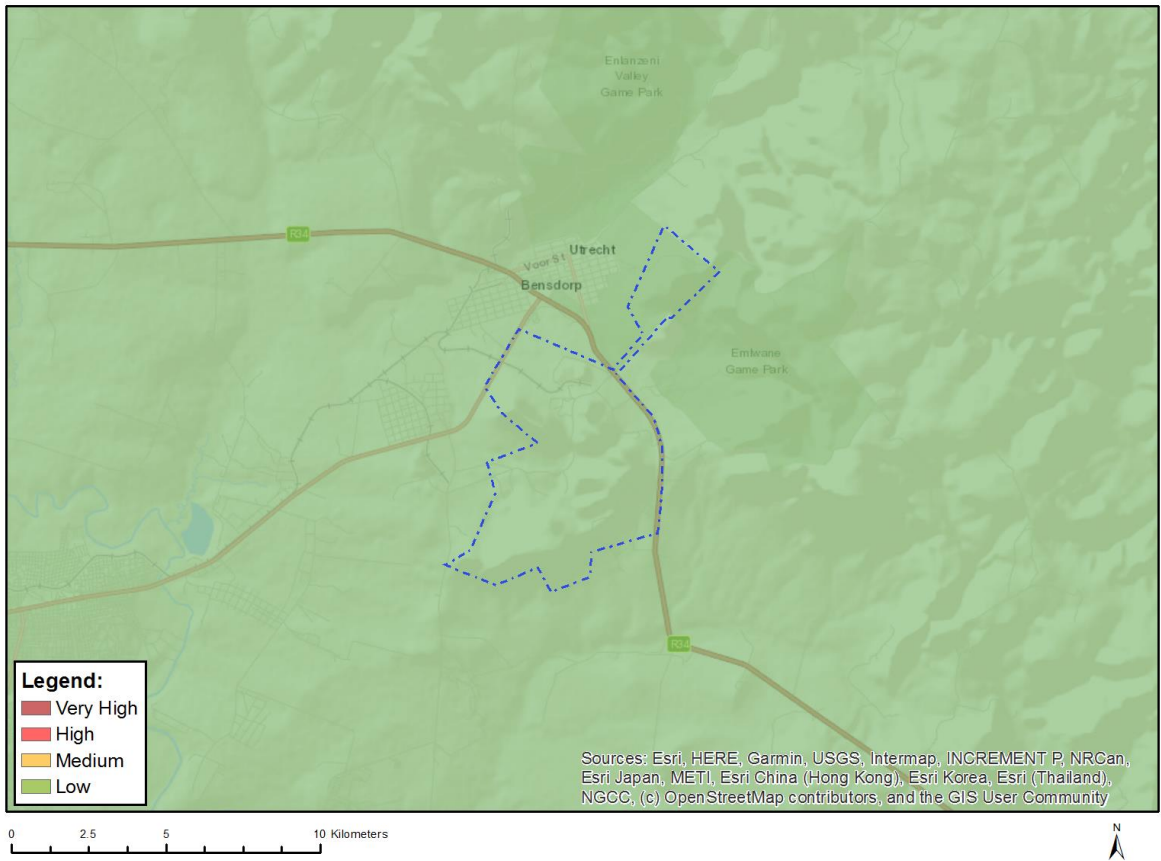 Enlanzeni
Valley
Game Park
R34
Utrecht
Voor St
Bensdorp
Emlwane
Game Park
R34
Legend:
Very High
High
Medium
Low
Sources: Esri, HERE, Garmin, USGS, Intermap, INCREMENT P, NRCan,
Esri Japan, METI, Esri China (Hong Kong), Esri Korea, Esri (Thailand),
NGCC, (c) OpenStreetMap contributors, and the GIS User Community
0 2.5 5 10 Kilometers
N